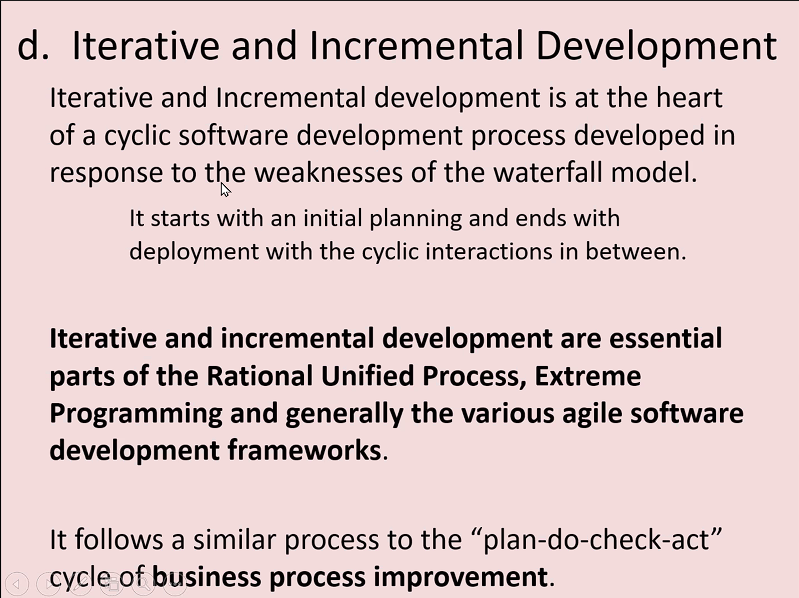 d. Iterative and Incremental Development
Iterative and Incremental development is at the heart
of a cyclic software development process developed in
response to the weaknesses of the waterfall model.
It starts with an initial planning and ends with
deployment with the cyclic interactions in between.
Iterative and incremental development are essential
parts of the Rational Unified Process, Extreme
Programming and generally the various agile software
development frameworks.
It follows a similar process to the “plan-do-check-act”
cycle of business process improvement.